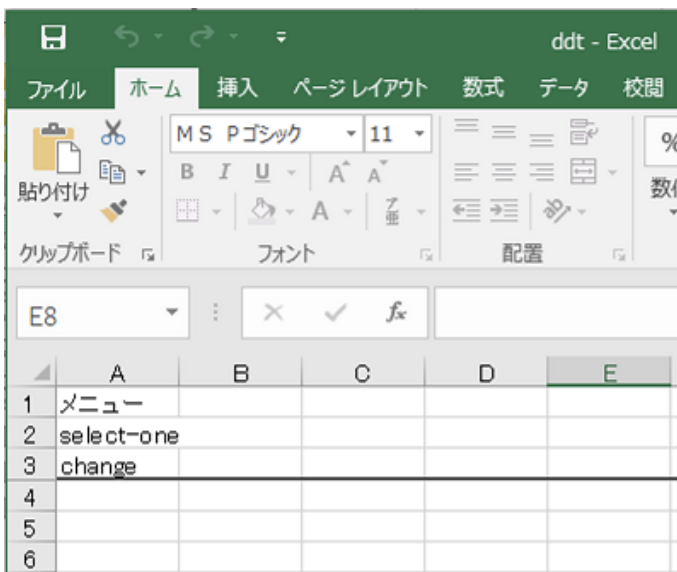 ddt - Excel
ファイル ホーム 挿入 ページ レイアウト 数式 データ 校閲
貼り付け
ＭＳ Ｐゴシック 11
B I U A A
A ア亜
%
クリップボード フォント 配置
E8 fx
A B C D E
1 メニュー
2 select-one
3 change
4
5
6